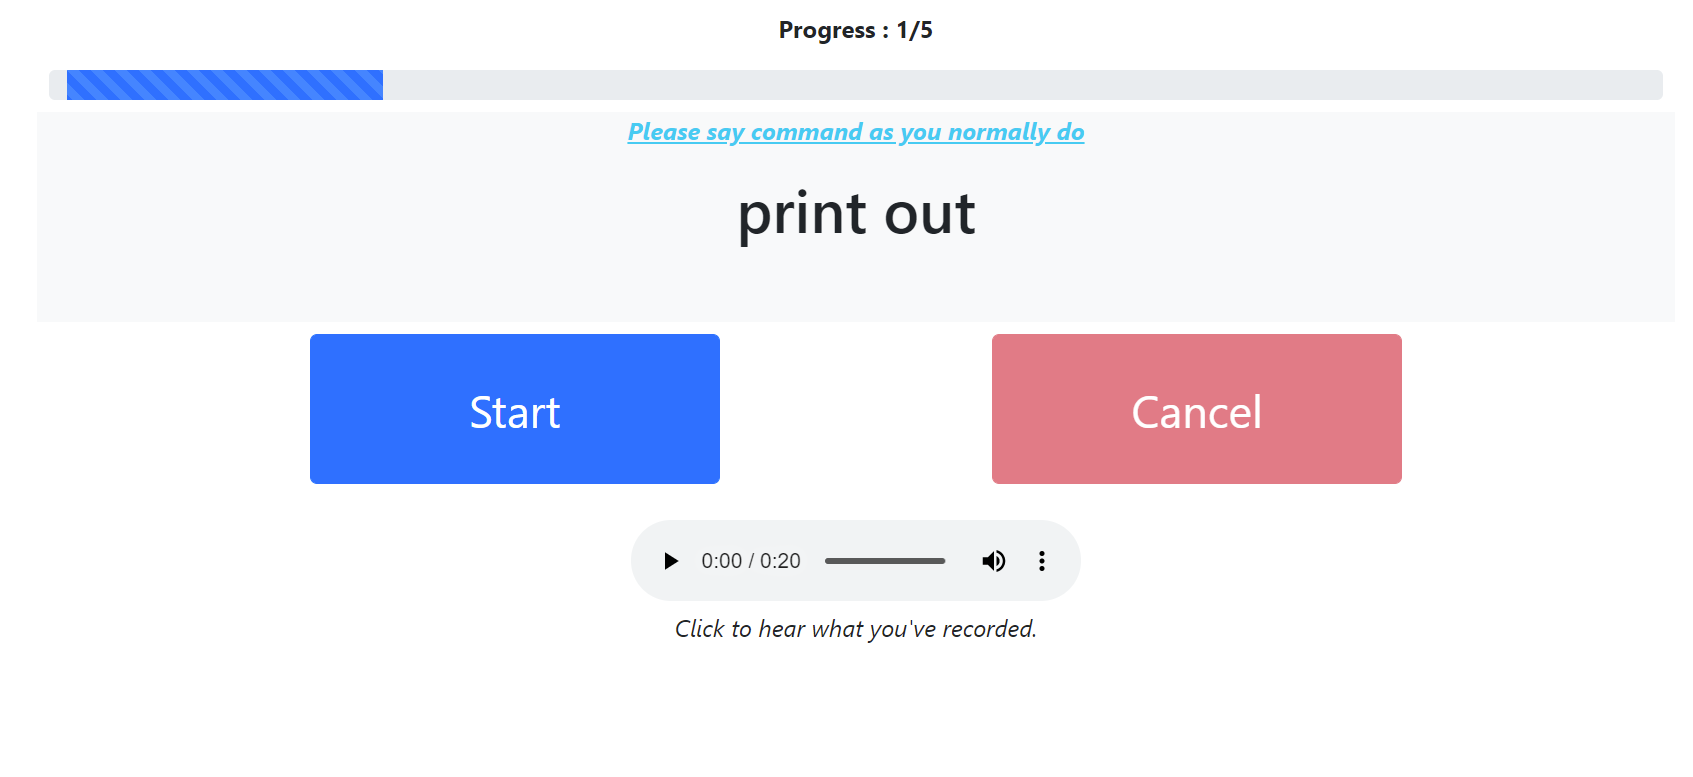 Progress : 1/5
Please say command as you normally do
print out
Start
Cancel
0:00 / 0:20
Click to hear what you've recorded.